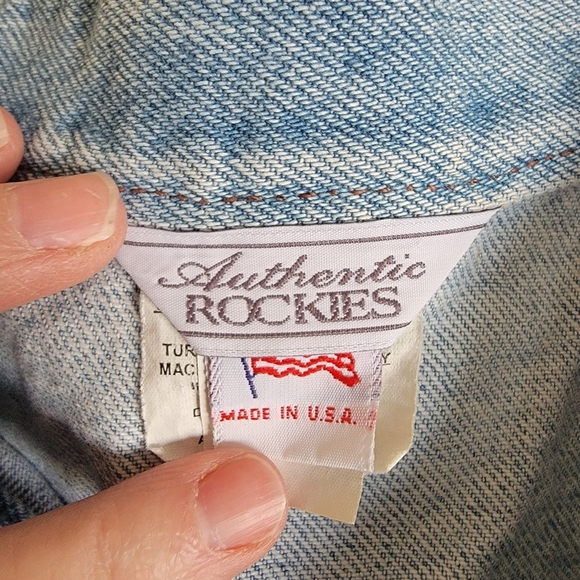 Authentic
ROCKIES
TUR
MAC
Y
MADE IN U.S.A.